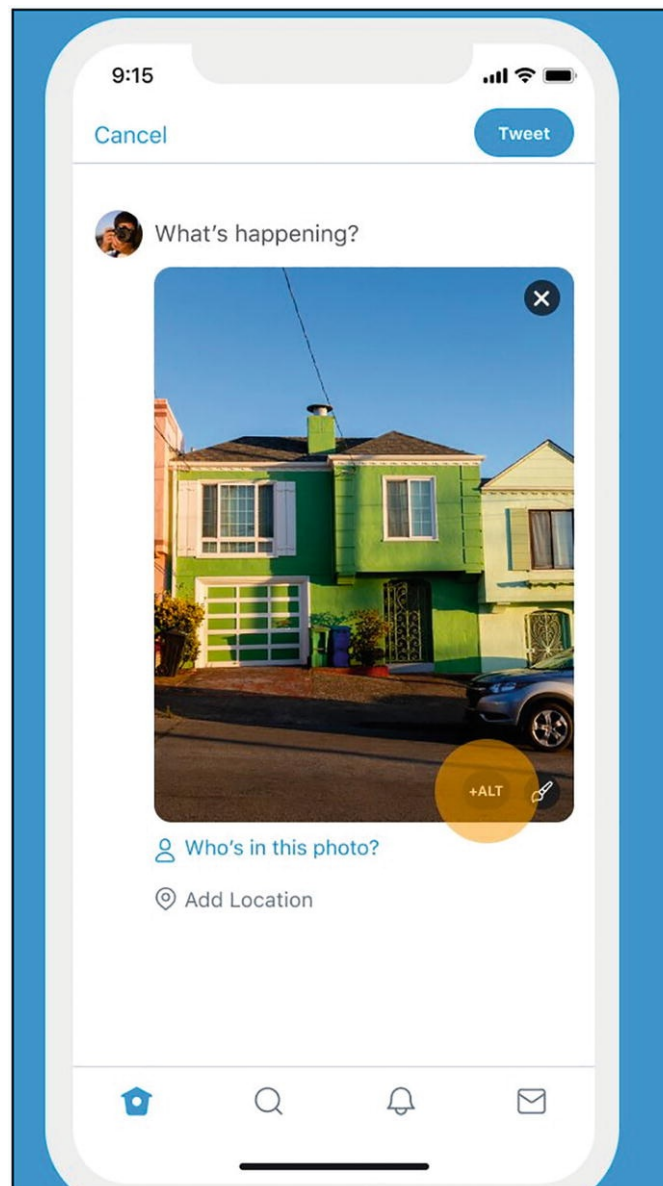 9:15
Cancel
Tweet
What's happening?
+ALT
Who's in this photo?
Add Location